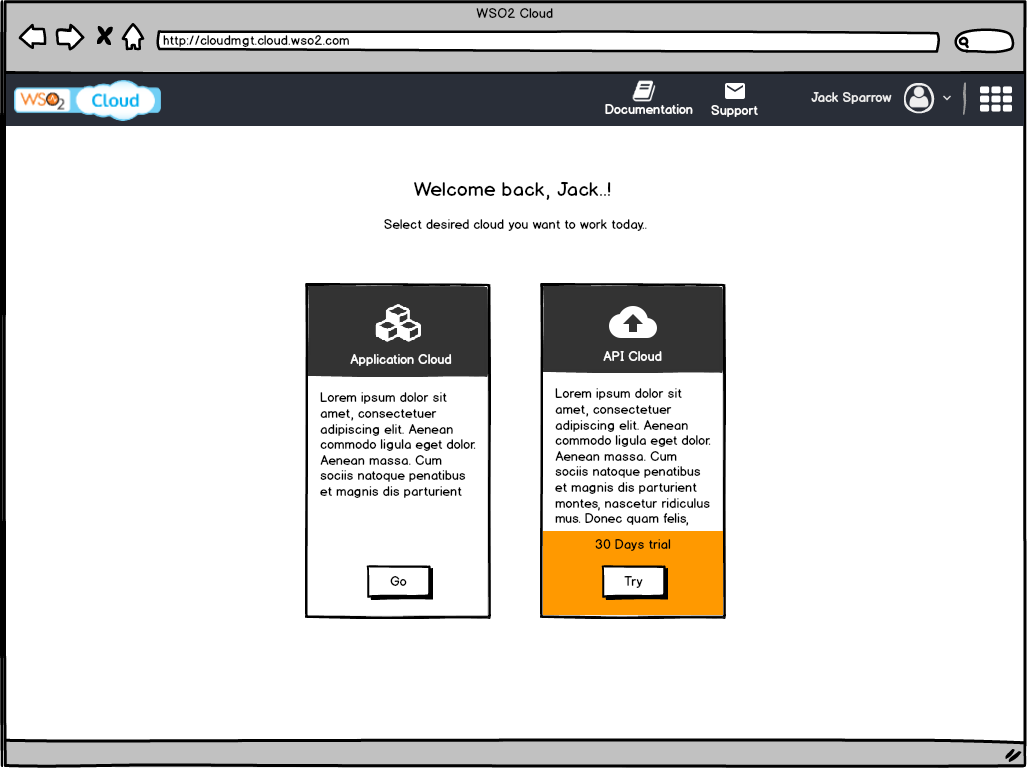 WSO2 Cloud
http://cloudmgt.cloud.wso2.com
WSO2 Cloud
Documentation
Support
Jack Sparrow
Welcome back, Jack..!
Select desired cloud you want to work today..
Application Cloud
Lorem ipsum dolor sit
amet, consectetuer
adipiscing elit. Aenean
commodo ligula eget dolor.
Aenean massa. Cum
sociis natoque penatibus
et magnis dis parturient
Go
API Cloud
Lorem ipsum dolor sit
amet, consectetuer
adipiscing elit. Aenean
commodo ligula eget dolor.
Aenean massa. Cum
sociis natoque penatibus
et magnis dis parturient
montes, nascetur ridiculus
mus. Donec quam felis,
30 Days trial
Try